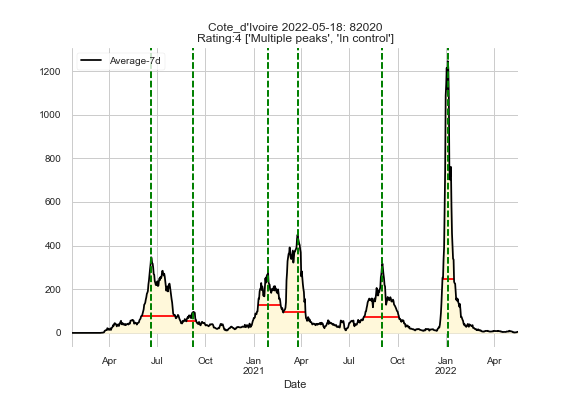 Cote_d'Ivoire 2022-05-18: 82020
Rating:4 ['Multiple peaks', 'In control']
Average-7d
1200
1000
800
600
400
200
0
Apr Jul Oct Jan Apr Jul Oct Jan Apr
2021 2022
Date